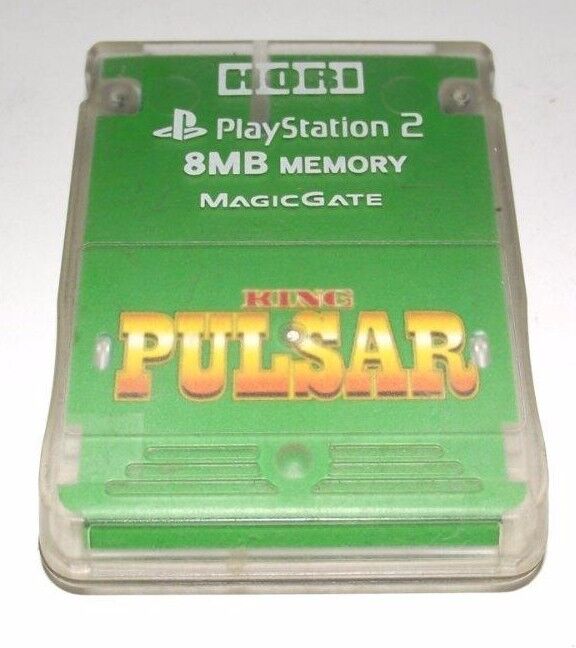 HORI
PlayStation 2
8MB MEMORY
MAGICGATE
KING
PULSAR